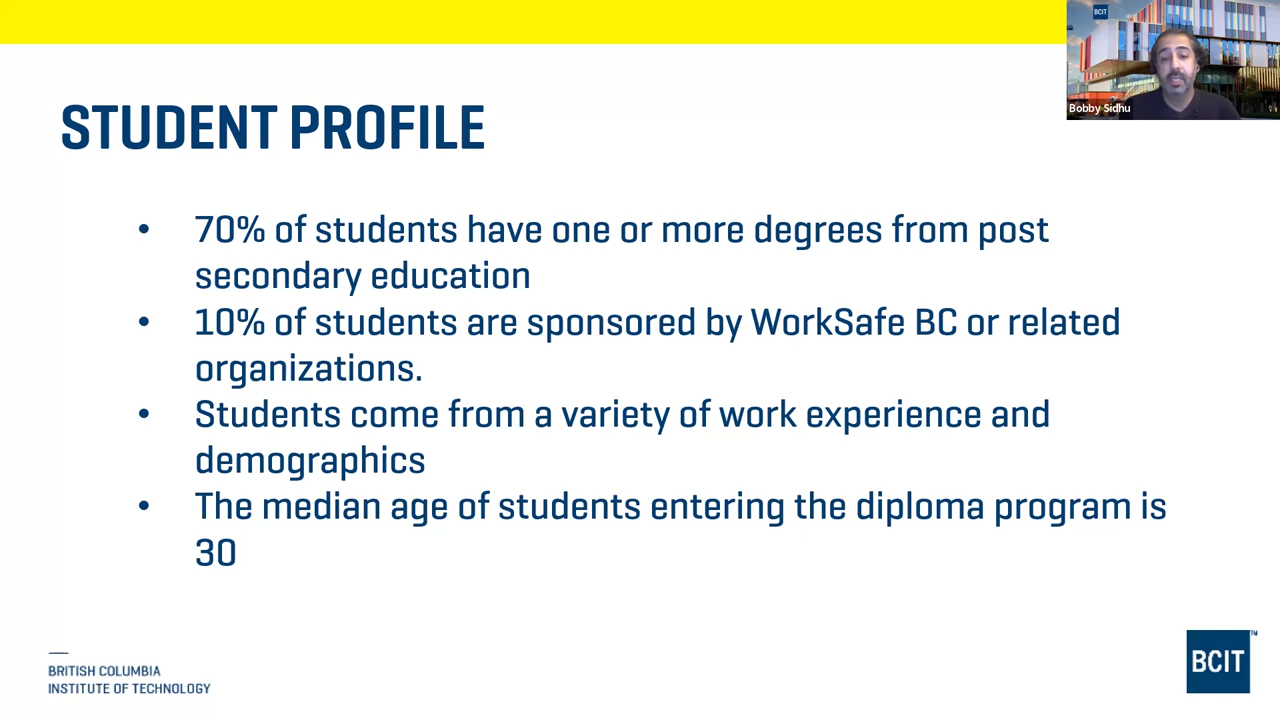 BCIT
Bobby Sidhu
STUDENT PROFILE
• 70% of students have one or more degrees from post
secondary education
• 10% of students are sponsored by WorkSafe BC or related
organizations.
• Students come from a variety of work experience and
demographics
• The median age of students entering the diploma program is
30
BRITISH COLUMBIA
INSTITUTE OF TECHNOLOGY
BCIT™